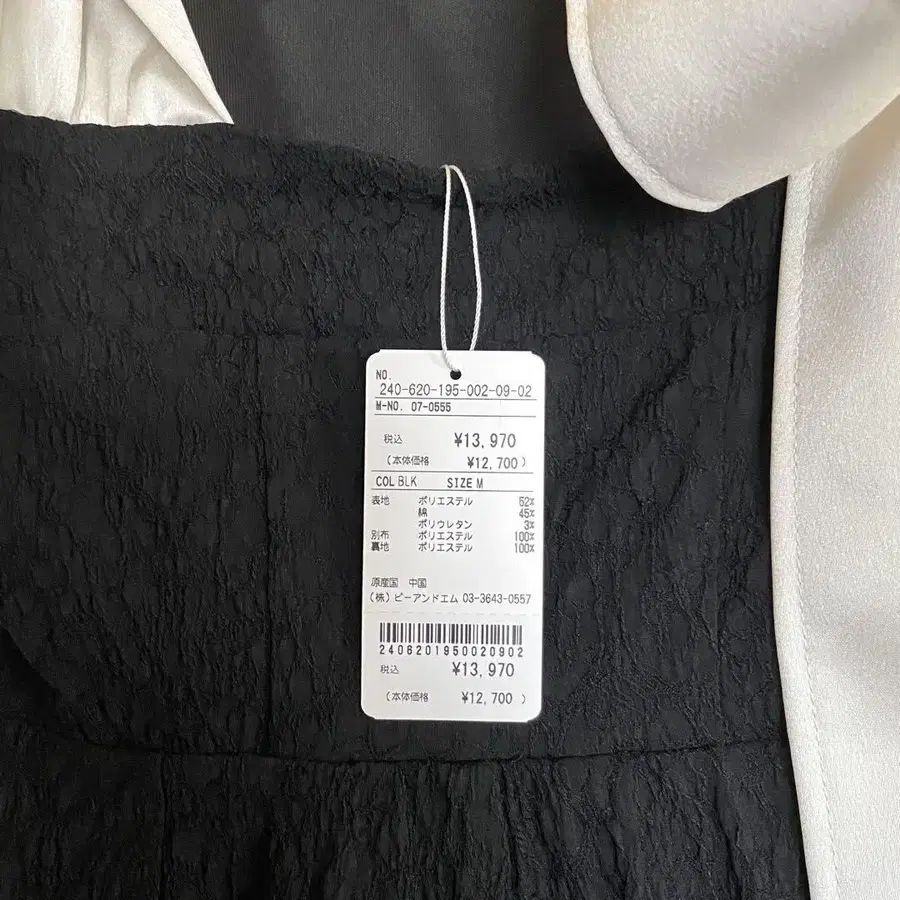 NO.
240-620-195-002-09-02
M-NO. 07-0555
税込 ¥13,970
(本体価格 ¥12,700)
COL BLK SIZE M
表地 ポリエステル 52%
綿 45%
ポリウレタン 3%
別布 ポリエステル 100%
裏地 ポリエステル 100%
原産国 中国
(株)ピーアンドエム 03-3643-0557
2406201950020902
税込 ¥13,970
(本体価格 ¥12,700)